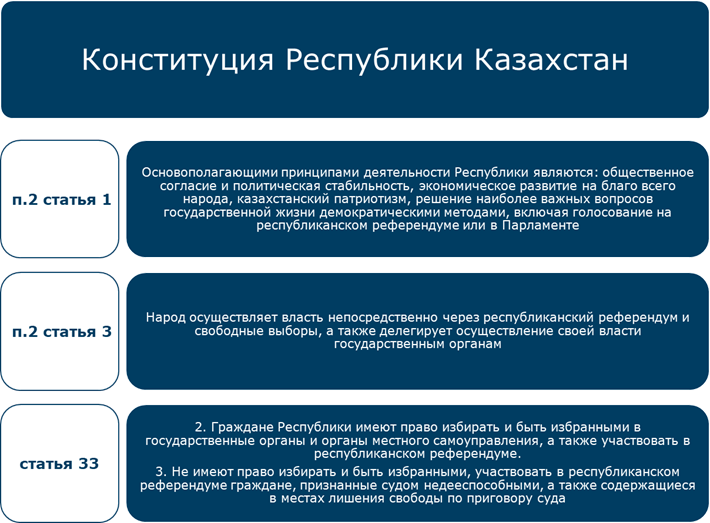 Конституция Республики Казахстан
п.2 статья 1
Основополагающими принципами деятельности Республики являются: общественное
согласие и политическая стабильность, экономическое развитие на благо всего
народа, казахстанский патриотизм, решение наиболее важных вопросов
государственной жизни демократическими методами, включая голосование на
республиканском референдуме или в Парламенте
п.2 статья 3
Народ осуществляет власть непосредственно через республиканский референдум и
свободные выборы, а также делегирует осуществление своей власти
государственным органам
статья 33
2. Граждане Республики имеют право избирать и быть избранными в
государственные органы и органы местного самоуправления, а также участвовать в
республиканском референдуме.
3. Не имеют право избирать и быть избранными, участвовать в республиканском
референдуме граждане, признанные судом недееспособными, а также содержащиеся
в местах лишения свободы по приговору суда